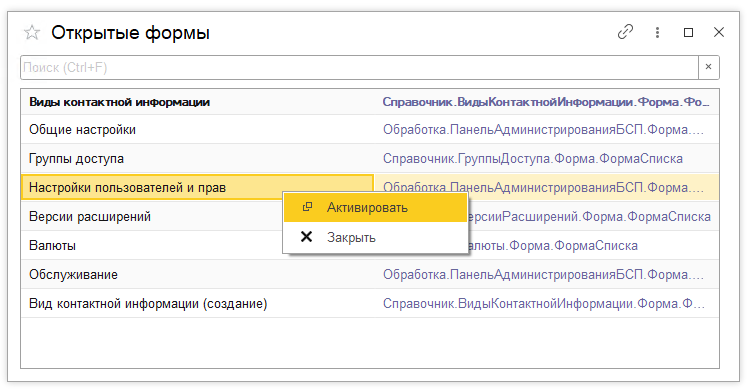 Открытые формы
Поиск (Ctrl+F)
Виды контактной информации Справочник.ВидыКонтактнойИнформации.Форма.Фо...
Общие настройки Обработка.ПанельАдминистрированияБСП.Форма....
Группы доступа Справочник.ГруппыДоступа.Форма.ФормаСписка
Настройки пользователей и прав Обработка.ПанельАдминистрированияБСП.Форма....
Активировать
Версии расширений ерсииРасширений.Форма.ФормаСписка
Закрыть
Валюты алюты.Форма.ФормаСписка
Обслуживание Обработка.ПанельАдминистрированияБСП.Форма....
Вид контактной информации (создание) Справочник.ВидыКонтактнойИнформации.Форма.Ф...